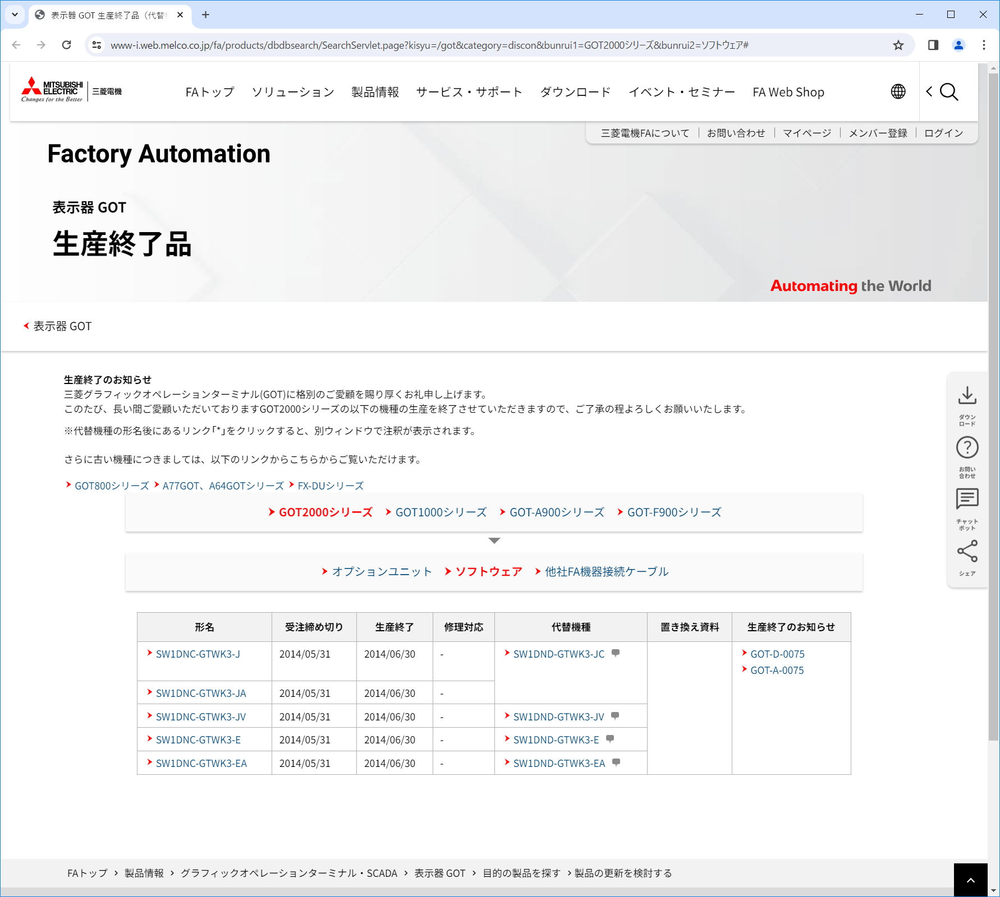 表示器 GOT 生産終了品（代替
www-i.web.melco.co.jp/fa/products/dbdbsearch/SearchServlet.page?kisyu=/got&category=discon&bunrui1=GOT2000シリーズ&bunrui2=ソフトウェア#
MITSUBISHI ELECTRIC
Changes for the Better
三菱電機
FAトップ ソリューション 製品情報 サービス・サポート ダウンロード イベント・セミナー FA Web Shop
三菱電機FAについて お問い合わせ マイページ メンバー登録 ログイン
Factory Automation
表示器 GOT
生産終了品
Automating the World
表示器 GOT
生産終了のお知らせ
三菱グラフィックオペレーションターミナル(GOT)に格別のご愛顧を賜り厚くお礼申し上げます。
このたび、長い間ご愛顧いただいておりますGOT2000シリーズの以下の機種の生産を終了させていただきますので、ご了承の程よろしくお願いいたします。
※代替機種の形名後にあるリンク「*」をクリックすると、別ウィンドウで注釈が表示されます。
さらに古い機種につきましては、以下のリンクからこちらからご覧いただけます。
GOT800シリーズ A77GOT、A64GOTシリーズ FX-DUシリーズ
GOT2000シリーズ GOT1000シリーズ GOT-A900シリーズ GOT-F900シリーズ
オプションユニット ソフトウェア 他社FA機器接続ケーブル
形名 受注締め切り 生産終了 修理対応 代替機種 置き換え資料 生産終了のお知らせ
SW1DNC-GTWK3-J 2014/05/31 2014/06/30 - SW1DND-GTWK3-JC GOT-D-0075
GOT-A-0075
SW1DNC-GTWK3-JA 2014/05/31 2014/06/30 -
SW1DNC-GTWK3-JV 2014/05/31 2014/06/30 - SW1DND-GTWK3-JV
SW1DNC-GTWK3-E 2014/05/31 2014/06/30 - SW1DND-GTWK3-E
SW1DNC-GTWK3-EA 2014/05/31 2014/06/30 - SW1DND-GTWK3-EA
ダウン
ロード
お問い
合わせ
チャット
ボット
シェア
FAトップ › 製品情報 › グラフィックオペレーションターミナル・SCADA › 表示器 GOT › 目的の製品を探す › 製品の更新を検討する